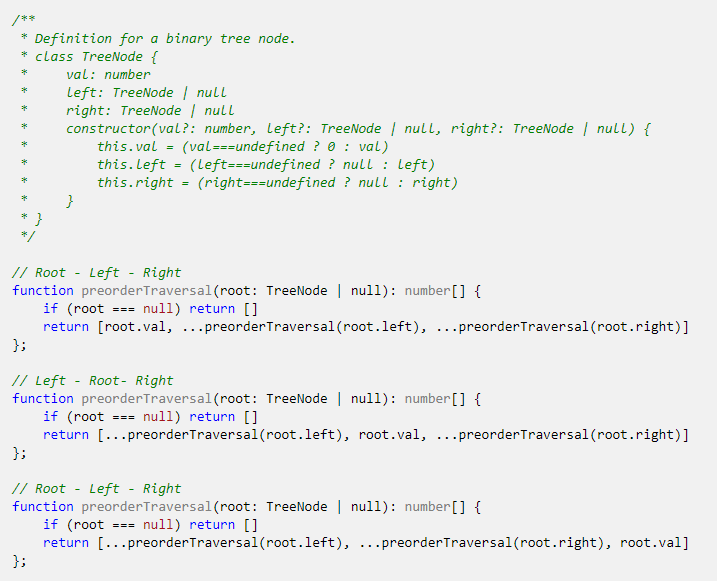 /**
 * Definition for a binary tree node.
 * class TreeNode {
 *     val: number
 *     left: TreeNode | null
 *     right: TreeNode | null
 *     constructor(val?: number, left?: TreeNode | null, right?: TreeNode | null) {
 *         this.val = (val===undefined ? 0 : val)
 *         this.left = (left===undefined ? null : left)
 *         this.right = (right===undefined ? null : right)
 *     }
 * }
 */

// Root - Left - Right
function preorderTraversal(root: TreeNode | null): number[] {
    if (root === null) return []
    return [root.val, ...preorderTraversal(root.left), ...preorderTraversal(root.right)]
};

// Left - Root- Right
function preorderTraversal(root: TreeNode | null): number[] {
    if (root === null) return []
    return [...preorderTraversal(root.left), root.val, ...preorderTraversal(root.right)]
};

// Root - Left - Right
function preorderTraversal(root: TreeNode | null): number[] {
    if (root === null) return []
    return [...preorderTraversal(root.left), ...preorderTraversal(root.right), root.val]
};